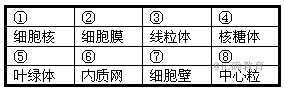 ① ② ③ ④
细胞核 细胞膜 线粒体 核糖体
⑤ ⑥ ⑦ ⑧
叶绿体 内质网 细胞壁 中心粒